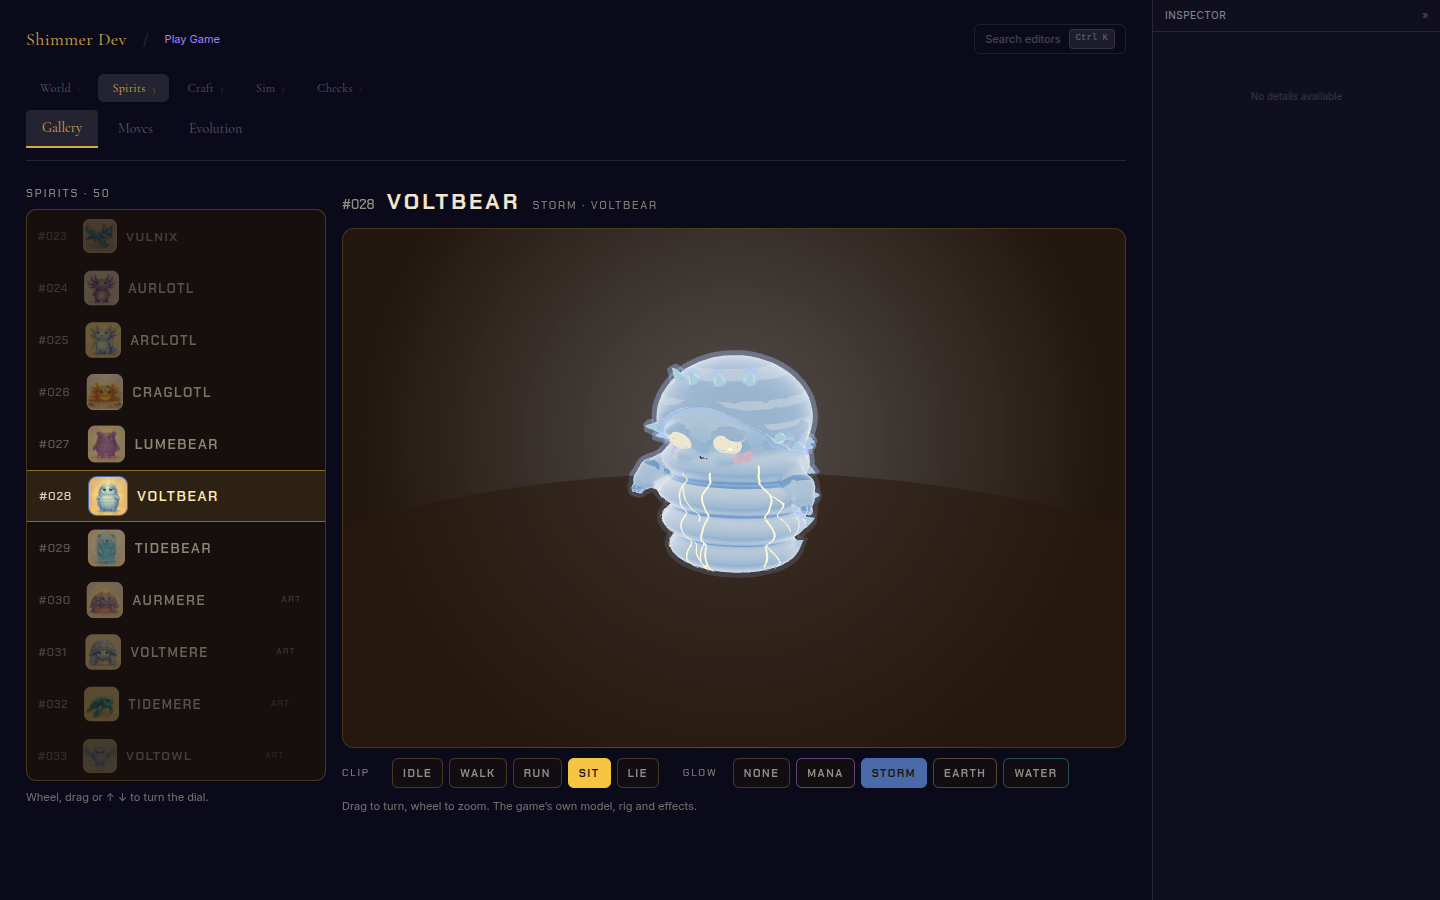 Shimmer Dev / Play Game
Search editors Ctrl K
World Spirits Craft Sim Checks
Gallery Moves Evolution
SPIRITS · 50
#023 VULNIX
#024 AURLOTL
#025 ARCLOTL
#026 CRAGLOTL
#027 LUMEBEAR
#028 VOLTBEAR
#029 TIDEBEAR
#030 AURMERE ART
#031 VOLTMERE ART
#032 TIDEMERE ART
#033 VOLTOWL ART
Wheel, drag or ↑ ↓ to turn the dial.
#028 VOLTBEAR STORM · VOLTBEAR
CLIP IDLE WALK RUN SIT LIE GLOW NONE MANA STORM EARTH WATER
Drag to turn, wheel to zoom. The game's own model, rig and effects.
INSPECTOR »
No details available